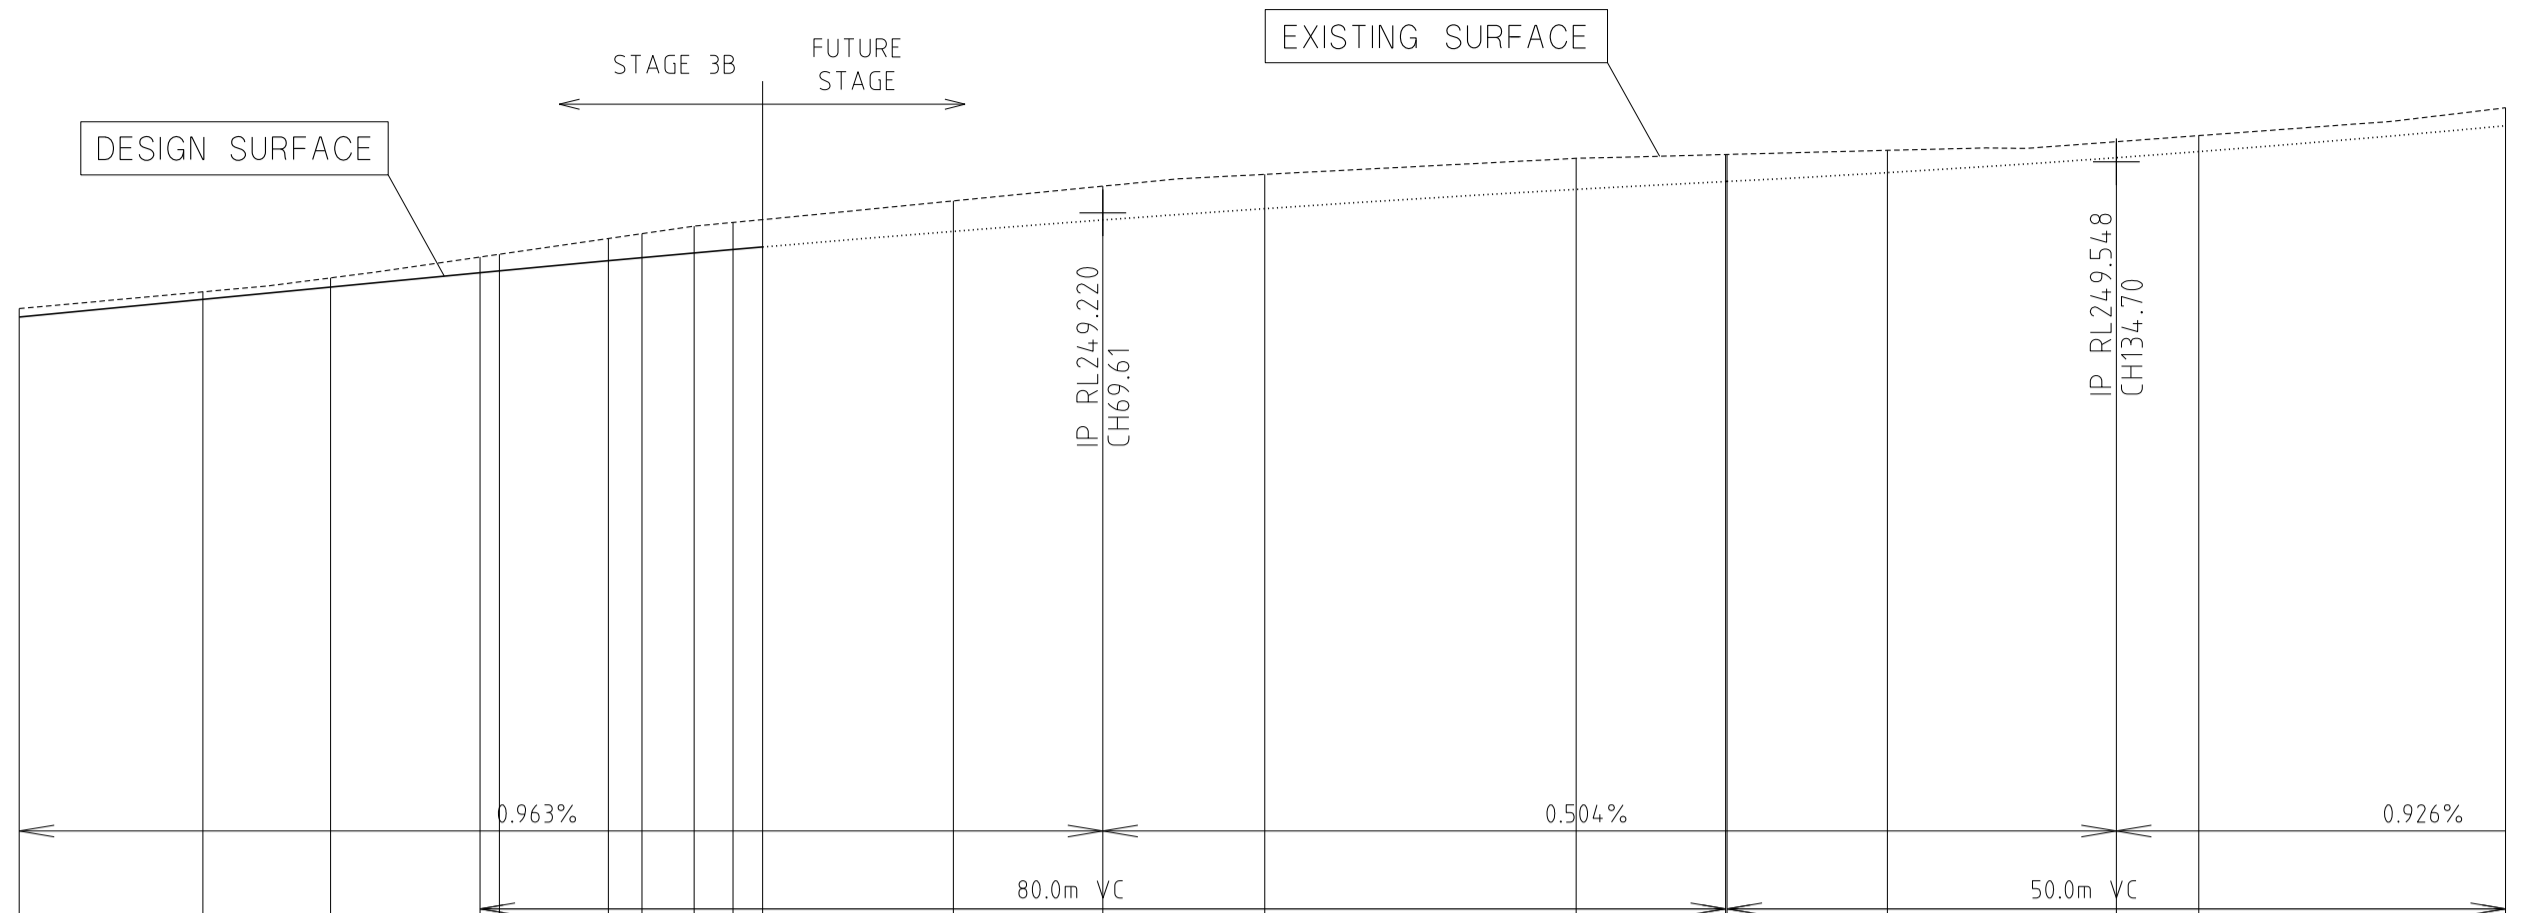 EXISTING SURFACE
STAGE 3B
FUTURE
STAGE
DESIGN SURFACE
IP RL249.220
CH69.61
IP RL249.548
CH134.70
0.963%
0.504%
0.926%
80.0m VC
50.0m VC